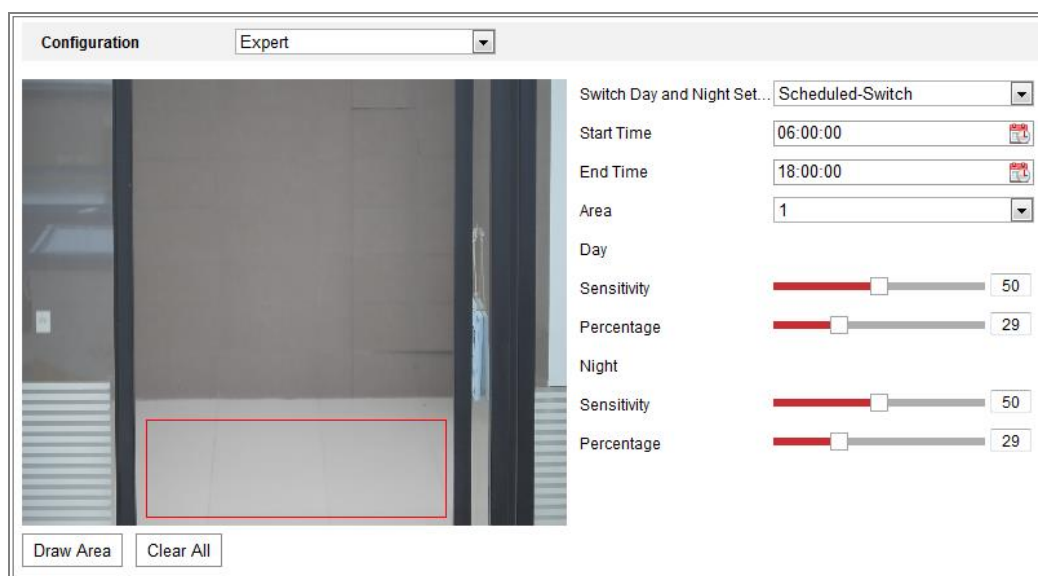 Configuration Expert
Switch Day and Night Set... Scheduled-Switch
Start Time 06:00:00
End Time 18:00:00
Area 1
Day
Sensitivity 50
Percentage 29
Night
Sensitivity 50
Percentage 29
Draw Area Clear All